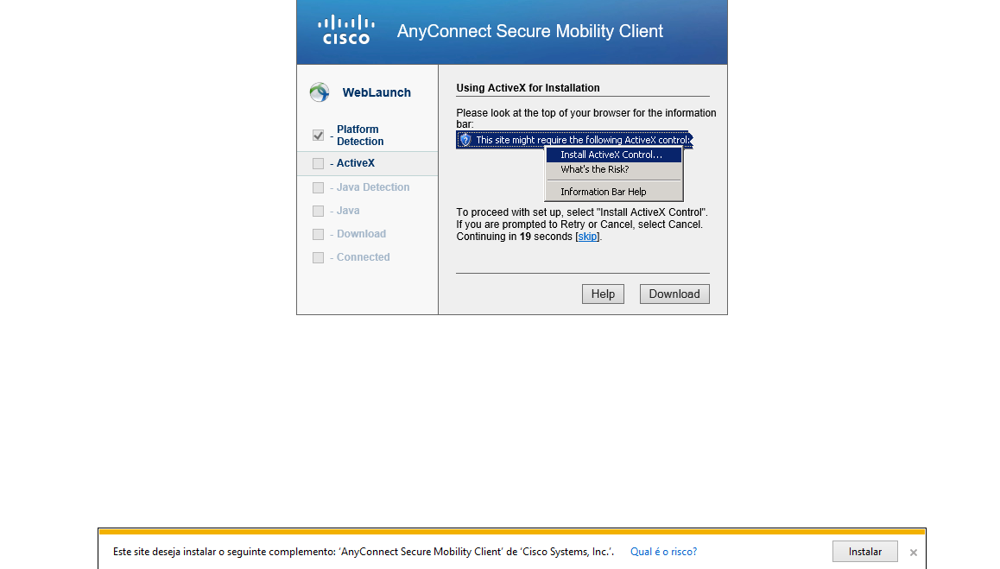 CISCO
AnyConnect Secure Mobility Client
WebLaunch
- Platform
Detection
- ActiveX
- Java Detection
- Java
- Download
- Connected
Using ActiveX for Installation
Please look at the top of your browser for the information
bar:
This site might require the following ActiveX control:
Install ActiveX Control...
What's the Risk?
Information Bar Help
To proceed with set up, select "Install ActiveX Control".
If you are prompted to Retry or Cancel, select Cancel.
Continuing in 19 seconds [skip].
Help
Download
Este site deseja instalar o seguinte complemento: ‘AnyConnect Secure Mobility Client’ de ‘Cisco Systems, Inc.’. Qual é o risco? Instalar ×